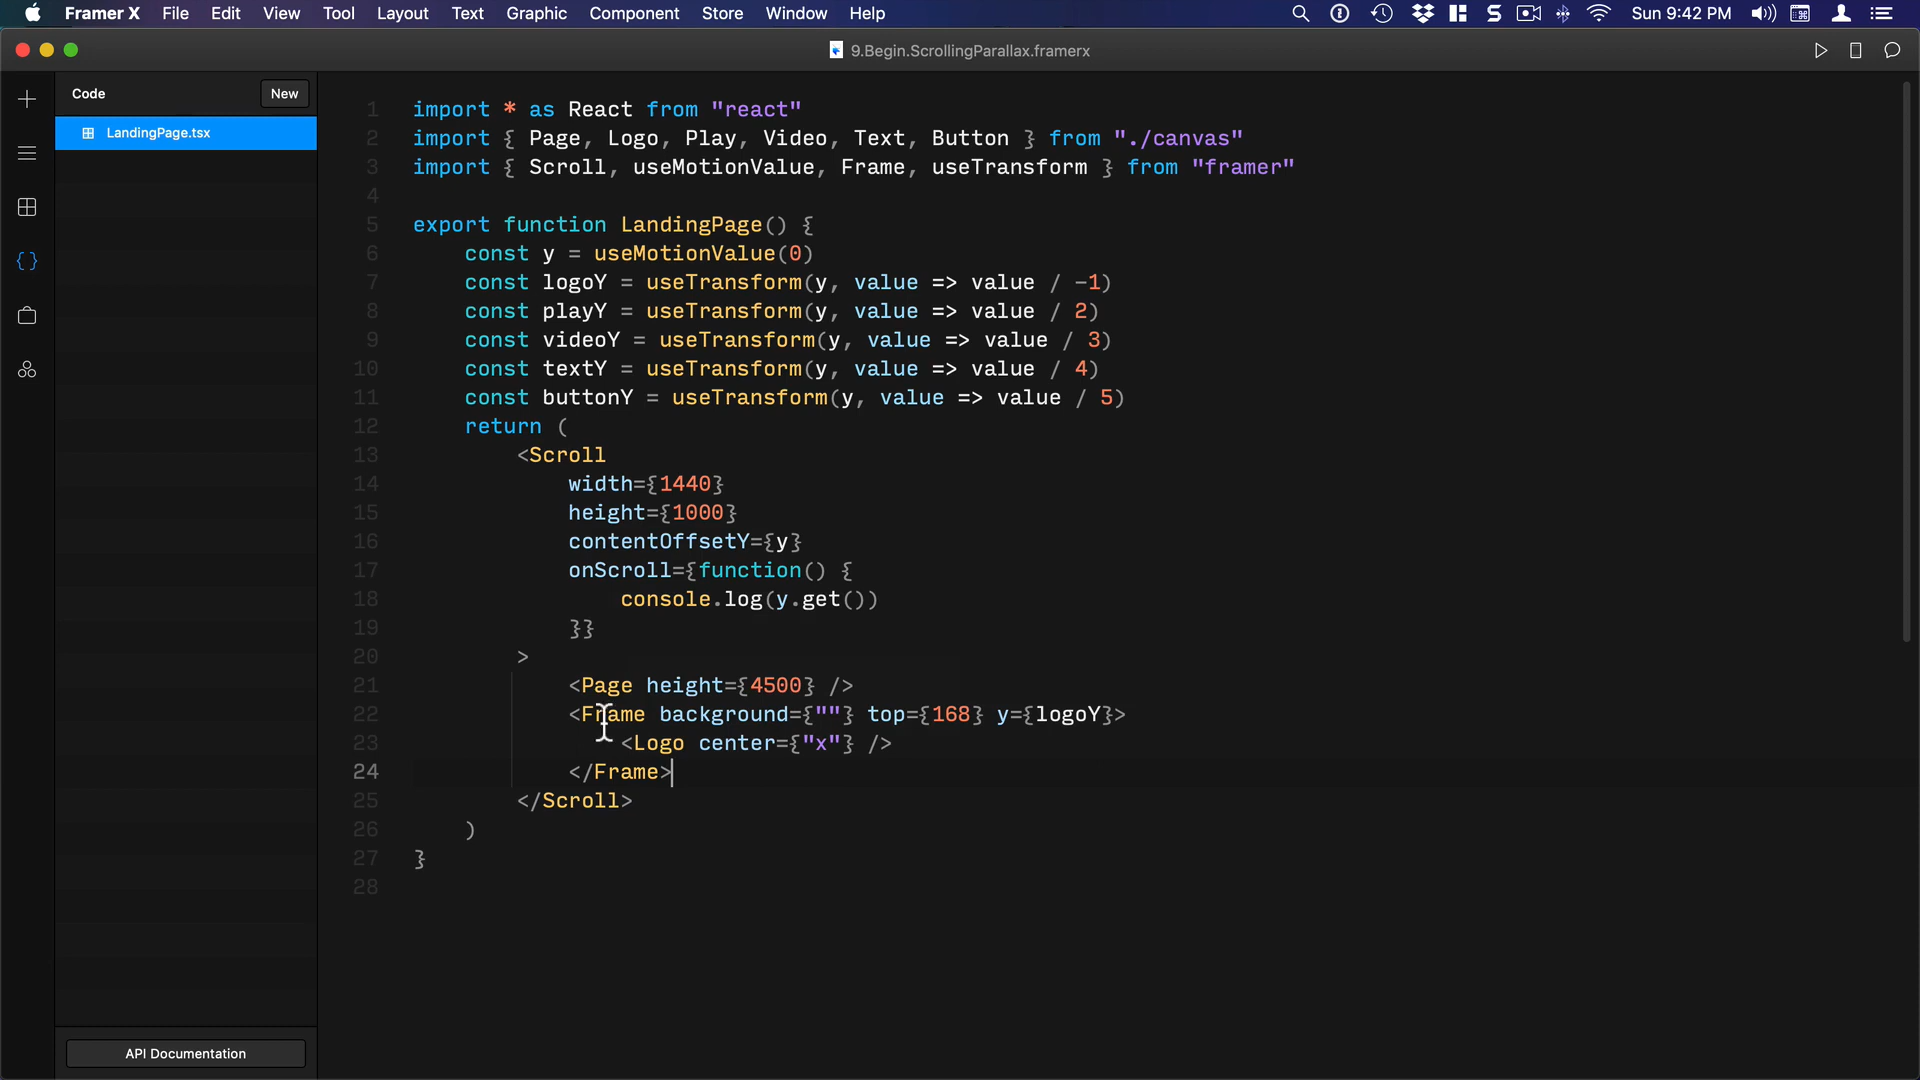 Framer X File Edit View Tool Layout Text Graphic Component Store Window Help Sun 9:42 PM
9.Begin.ScrollingParallax.framerx
Code New
LandingPage.tsx
1 import * as React from "react"
2 import { Page, Logo, Play, Video, Text, Button } from "./canvas"
3 import { Scroll, useMotionValue, Frame, useTransform } from "framer"
4
5 export function LandingPage() {
6 const y = useMotionValue(0)
7 const logoY = useTransform(y, value => value / -1)
8 const playY = useTransform(y, value => value / 2)
9 const videoY = useTransform(y, value => value / 3)
10 const textY = useTransform(y, value => value / 4)
11 const buttonY = useTransform(y, value => value / 5)
12 return (
13 <Scroll
14 width={1440}
15 height={1000}
16 contentOffsetY={y}
17 onScroll={function() {
18 console.log(y.get())
19 }}
20 >
21 <Page height={4500} />
22 <Frame background={""} top={168} y={logoY}>
23 <Logo center={"x"} />
24 </Frame>
25 </Scroll>
26 )
27 }
28
API Documentation